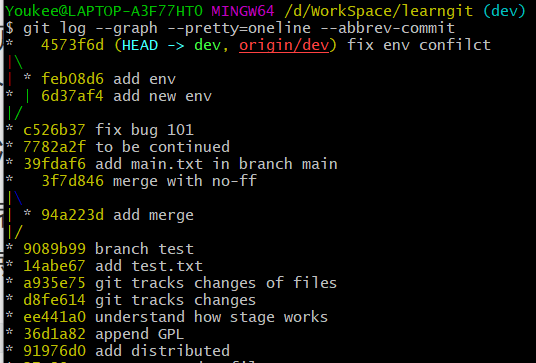 Youkee@LAPTOP-A3F77HTO MINGW64 /d/WorkSpace/learngit (dev)
$ git log --graph --pretty=oneline --abbrev-commit
*   4573f6d (HEAD -> dev, origin/dev) fix env confilct
|\
| * feb08d6 add env
* | 6d37af4 add new env
|/
* c526b37 fix bug 101
* 7782a2f to be continued
* 39fdaf6 add main.txt in branch main
*   3f7d846 merge with no-ff
|\
| * 94a223d add merge
|/
* 9089b99 branch test
* 14abe67 add test.txt
* a935e75 git tracks changes of files
* d8fe614 git tracks changes
* ee441a0 understand how stage works
* 36d1a82 append GPL
* 91976d0 add distributed